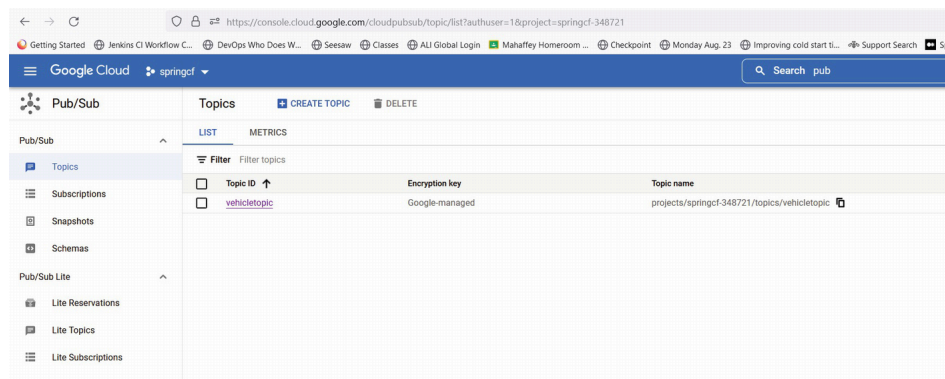 https://console.cloud.google.com/cloudpubsub/topic/list?authuser=1&project=springcf-348721
Getting Started Jenkins CI Workflow C... DevOps Who Does W... Seesaw Classes ALI Global Login Mahaffey Homeroom ... Checkpoint Monday Aug. 23 Improving cold start ti... Support Search
Google Cloud springcf Search pub
Pub/Sub Topics CREATE TOPIC DELETE
Pub/Sub LIST METRICS
Topics Filter Filter topics
Topic ID Encryption key Topic name
Subscriptions vehicletopic Google-managed projects/springcf-348721/topics/vehicletopic
Snapshots
Schemas
Pub/Sub Lite
Lite Reservations
Lite Topics
Lite Subscriptions